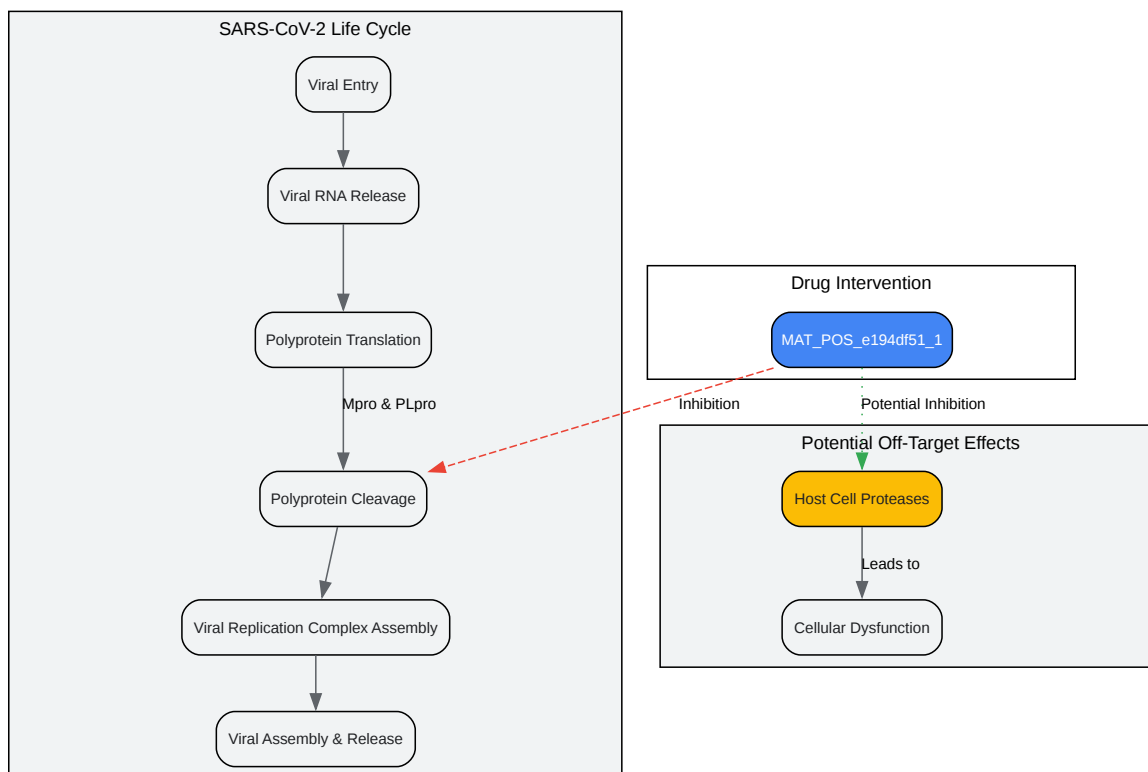 SARS-CoV-2 Life Cycle
Viral Entry
Viral RNA Release
Polyprotein Translation
Mpro & PLpro
Polyprotein Cleavage
Viral Replication Complex Assembly
Viral Assembly & Release
Drug Intervention
MAT_POS_e194df51_1
Inhibition
Potential Inhibition
Potential Off-Target Effects
Host Cell Proteases
Leads to
Cellular Dysfunction